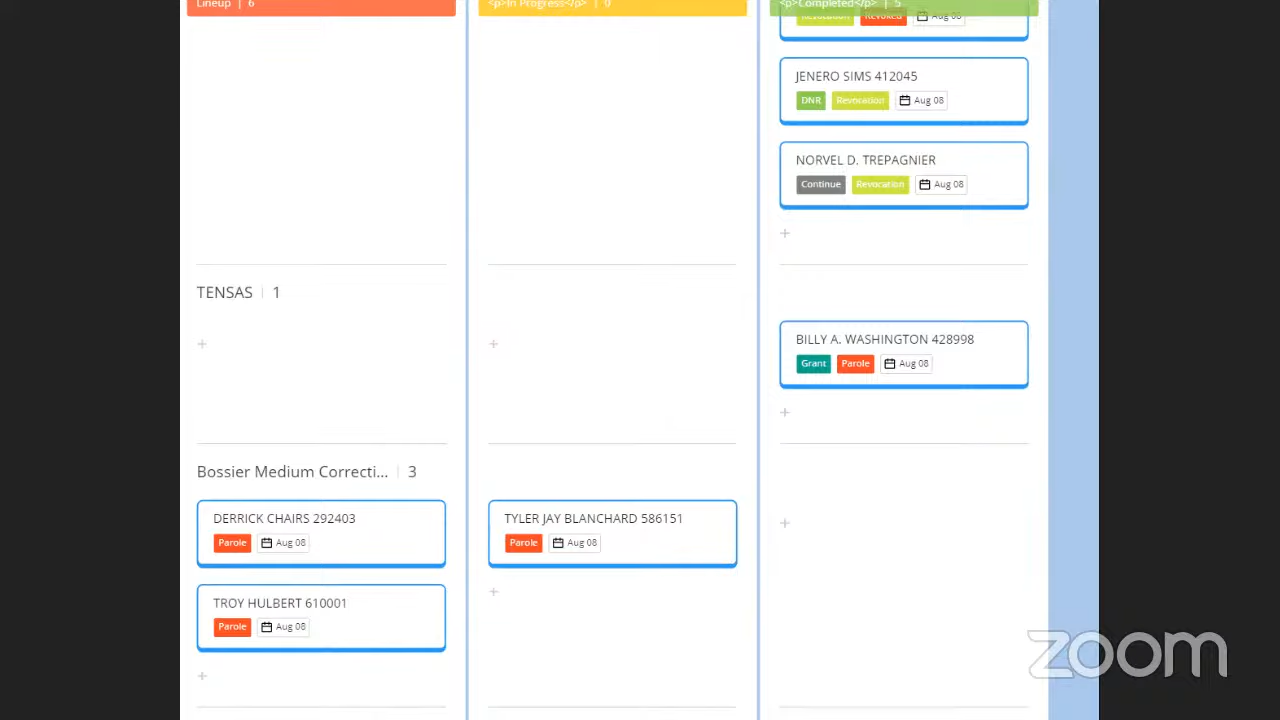 Lineup | 6
<p>In Progress</p> | 0
<p>Completed</p> | 5
Revocation Revoked Aug 08
JENERO SIMS 412045
DNR Revocation Aug 08
NORVEL D. TREPAGNIER
Continue Revocation Aug 08
+
TENSAS | 1
+
+
BILLY A. WASHINGTON 428998
Grant Parole Aug 08
+
Bossier Medium Correcti... | 3
DERRICK CHAIRS 292403
Parole Aug 08
TYLER JAY BLANCHARD 586151
Parole Aug 08
+
+
TROY HULBERT 610001
Parole Aug 08
+
zoom